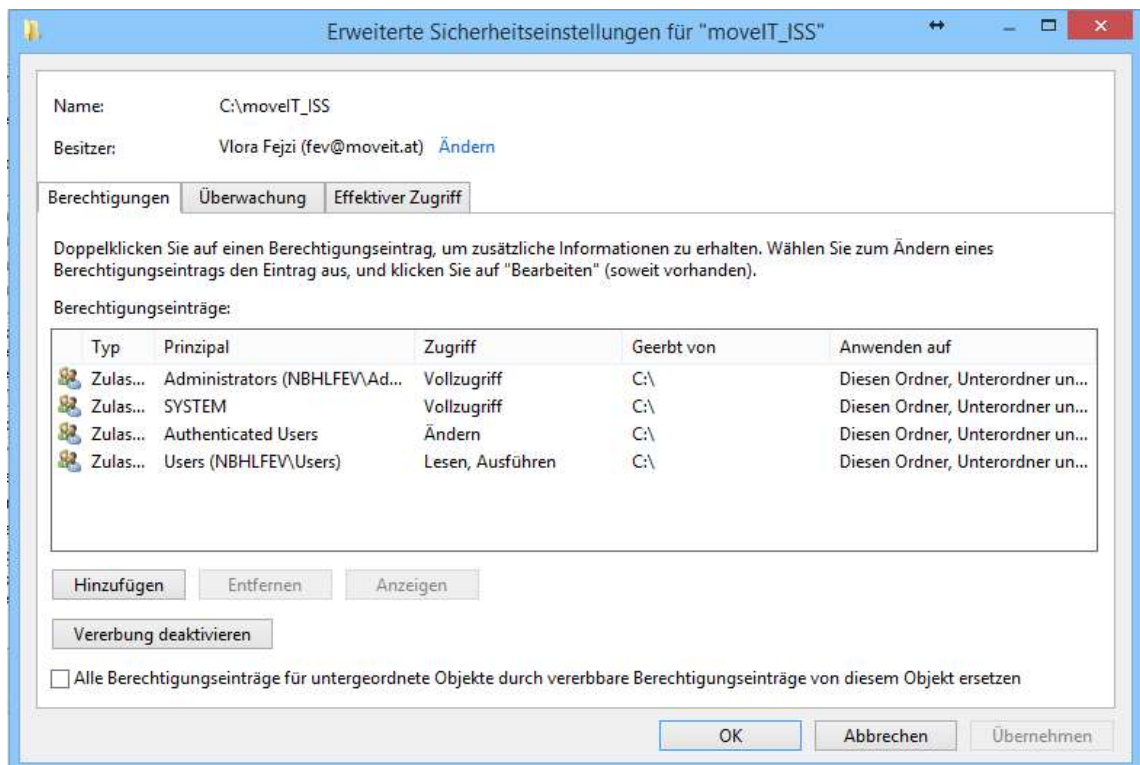 Erweiterte Sicherheitseinstellungen für "moveIT_ISS"
Name: C:\moveIT_ISS
Besitzer: Vlora Fejzi (fev@moveit.at) Ändern
Berechtigungen Überwachung Effektiver Zugriff
Doppelklicken Sie auf einen Berechtigungseintrag, um zusätzliche Informationen zu erhalten. Wählen Sie zum Ändern eines
Berechtigungseintrags den Eintrag aus, und klicken Sie auf "Bearbeiten" (soweit vorhanden).
Berechtigungseinträge:
Typ Prinzipal Zugriff Geerbt von Anwenden auf
Zulas... Administrators (NBHLFEV\Ad... Vollzugriff C:\ Diesen Ordner, Unterordner un...
Zulas... SYSTEM Vollzugriff C:\ Diesen Ordner, Unterordner un...
Zulas... Authenticated Users Ändern C:\ Diesen Ordner, Unterordner un...
Zulas... Users (NBHLFEV\Users) Lesen, Ausführen C:\ Diesen Ordner, Unterordner un...
Hinzufügen Entfernen Anzeigen
Vererbung deaktivieren
Alle Berechtigungseinträge für untergeordnete Objekte durch vererbbare Berechtigungseinträge von diesem Objekt ersetzen
OK Abbrechen Übernehmen